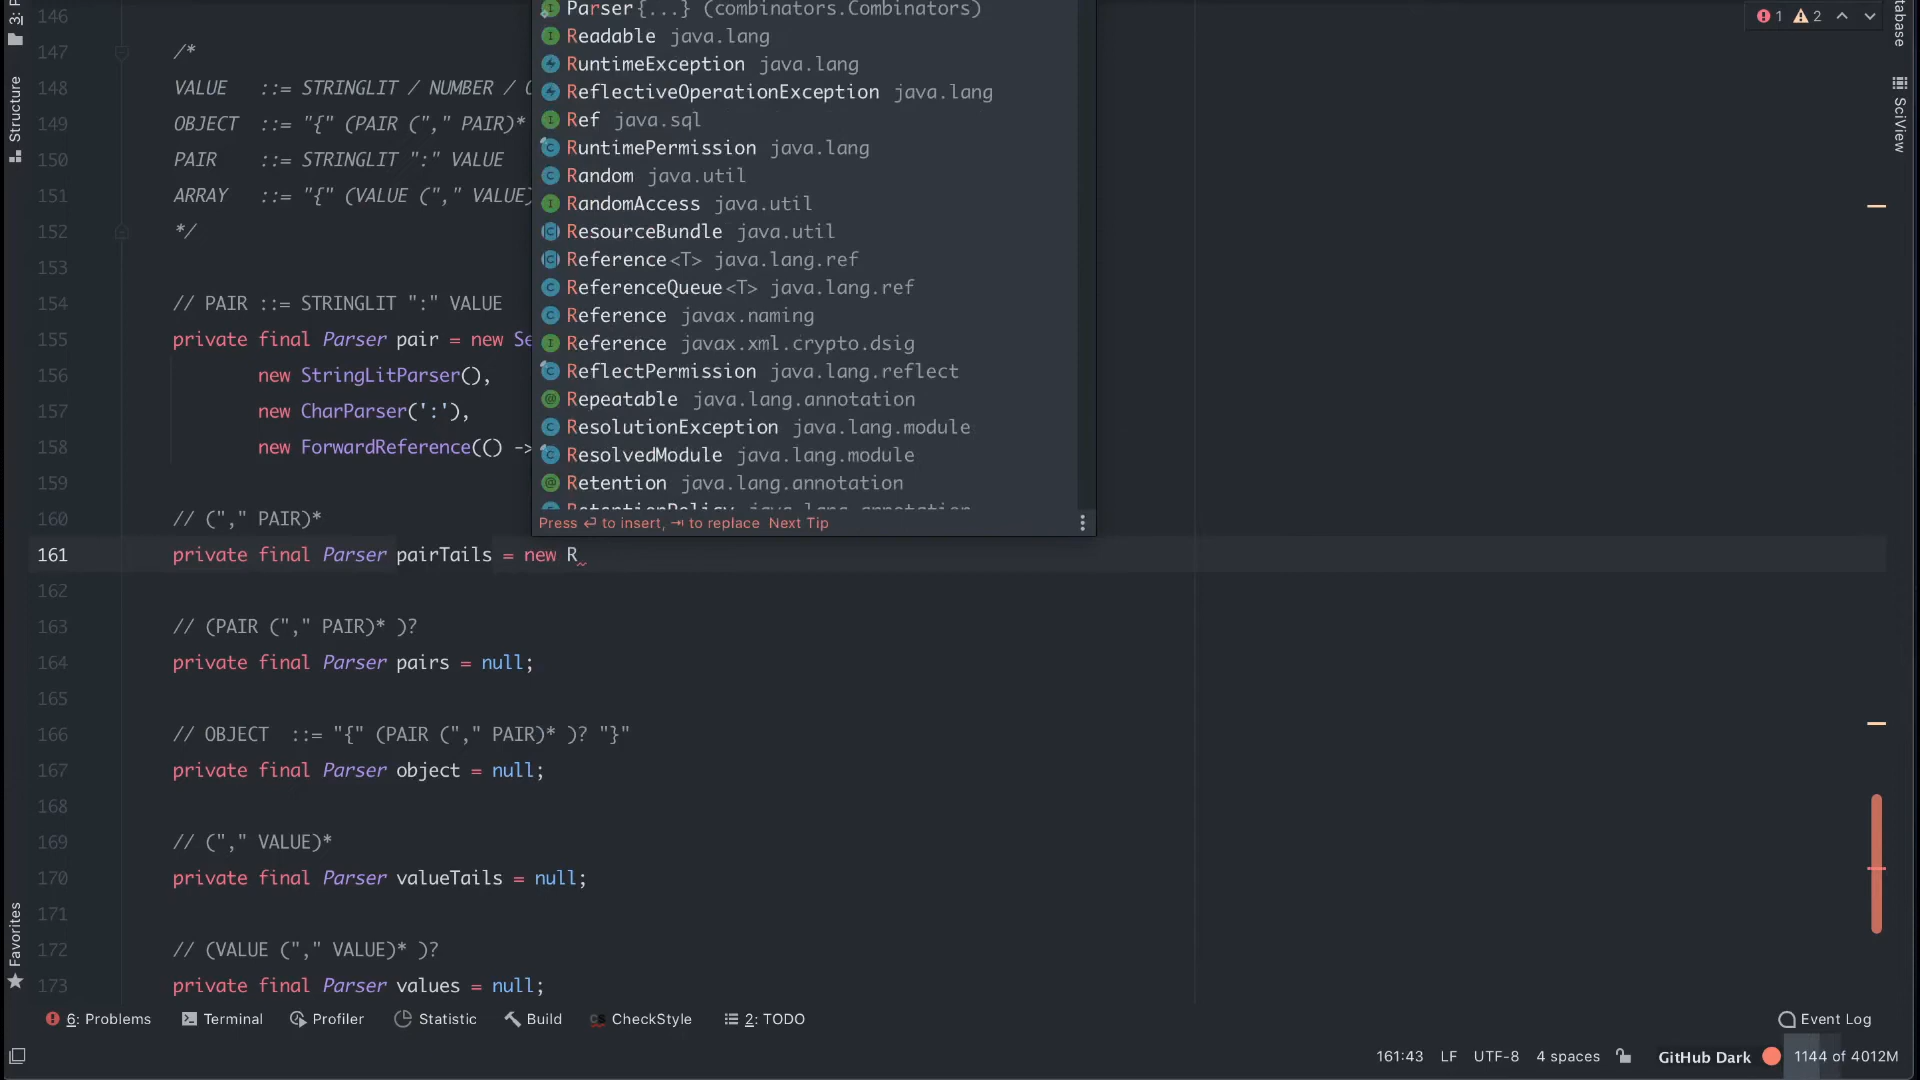 146
147 /*
148 VALUE ::= STRINGLIT / NUMBER /
149 OBJECT ::= "{" (PAIR ("," PAIR)*
150 PAIR ::= STRINGLIT ":" VALUE
151 ARRAY ::= "{" (VALUE ("," VALUE)
152 */
153
154 // PAIR ::= STRINGLIT ":" VALUE
155 private final Parser pair = new Se
156 new StringLitParser(),
157 new CharParser(':'),
158 new ForwardReference(() ->
159
160 // ("," PAIR)*
161 private final Parser pairTails = new R
162
163 // (PAIR ("," PAIR)* )?
164 private final Parser pairs = null;
165
166 // OBJECT ::= "{" (PAIR ("," PAIR)* )? "}"
167 private final Parser object = null;
168
169 // ("," VALUE)*
170 private final Parser valueTails = null;
171
172 // (VALUE ("," VALUE)* )?
173 private final Parser values = null;
Parser{...} (combinators.Combinators)
Readable java.lang
RuntimeException java.lang
ReflectiveOperationException java.lang
Ref java.sql
RuntimePermission java.lang
Random java.util
RandomAccess java.util
ResourceBundle java.util
Reference<T> java.lang.ref
ReferenceQueue<T> java.lang.ref
Reference javax.naming
Reference javax.xml.crypto.dsig
ReflectPermission java.lang.reflect
Repeatable java.lang.annotation
ResolutionException java.lang.module
ResolvedModule java.lang.module
Retention java.lang.annotation
RetentionPolicy java.lang.annotation
Press ⏎ to insert, ⇥ to replace Next Tip
1 2
Structure
Favorites
tabase
SciView
6: Problems Terminal Profiler Statistic Build CheckStyle 2: TODO Event Log
161:43 LF UTF-8 4 spaces GitHub Dark 1144 of 4012M